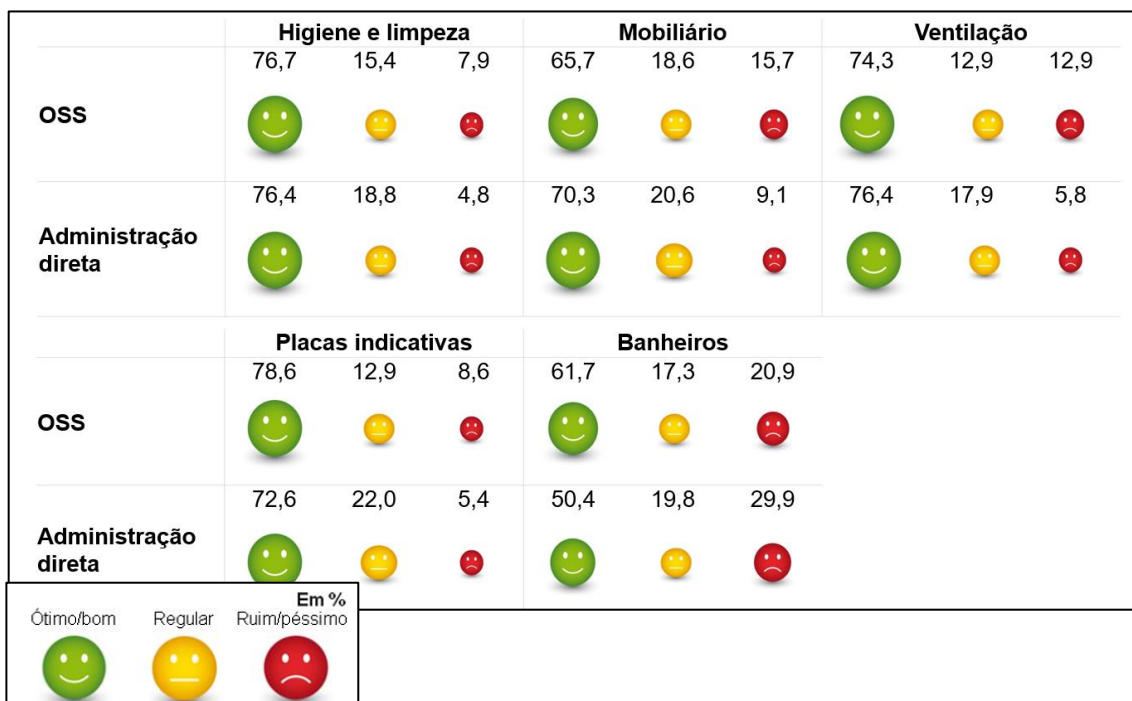 Higiene e limpeza Mobiliário Ventilação
76,7 15,4 7,9 65,7 18,6 15,7 74,3 12,9 12,9
OSS
76,4 18,8 4,8 70,3 20,6 9,1 76,4 17,9 5,8
Administração
direta
Placas indicativas Banheiros
78,6 12,9 8,6 61,7 17,3 20,9
OSS
72,6 22,0 5,4 50,4 19,8 29,9
Administração
direta
Em %
Ótimo/bom Regular Ruim/péssimo